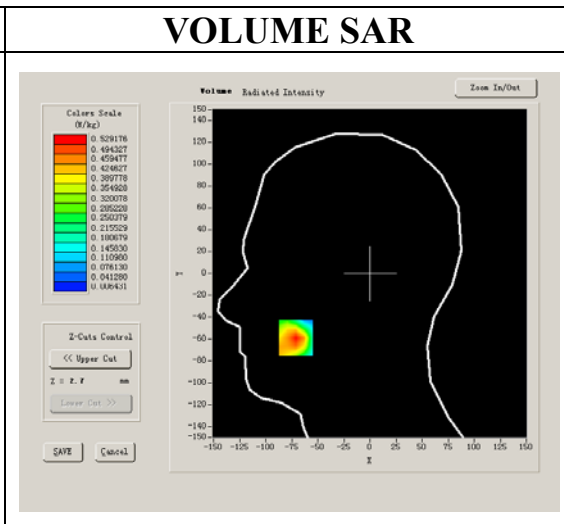 VOLUME SAR
Volume Radiated Intensity
Zoom In/Out
Colors Scale
(W/kg)
0.529176
0.494327
0.459477
0.424627
0.389778
0.354928
0.320078
0.285228
0.250379
0.215529
0.180679
0.145830
0.110980
0.076130
0.041280
0.006431
150
140
120
100
80
60
40
20
0
-20
-40
-60
-80
-100
-120
-140
-150
Y
-150 -125 -100 -75 -50 -25 0 25 50 75 100 125 150
X
Z-Cuts Control
<< Upper Cut
Z = 2.7 mm
Lower Cut >>
SAVE Cancel